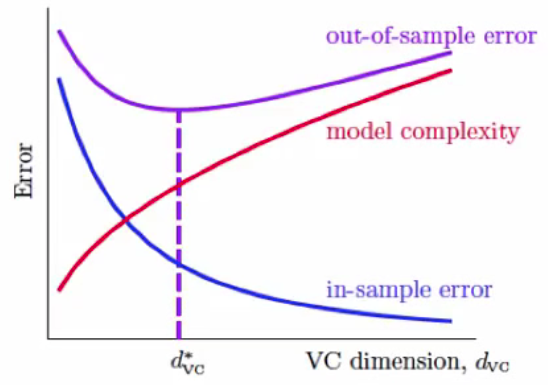 out-of-sample error
model complexity
Error
in-sample error
d*VC
VC dimension, dVC